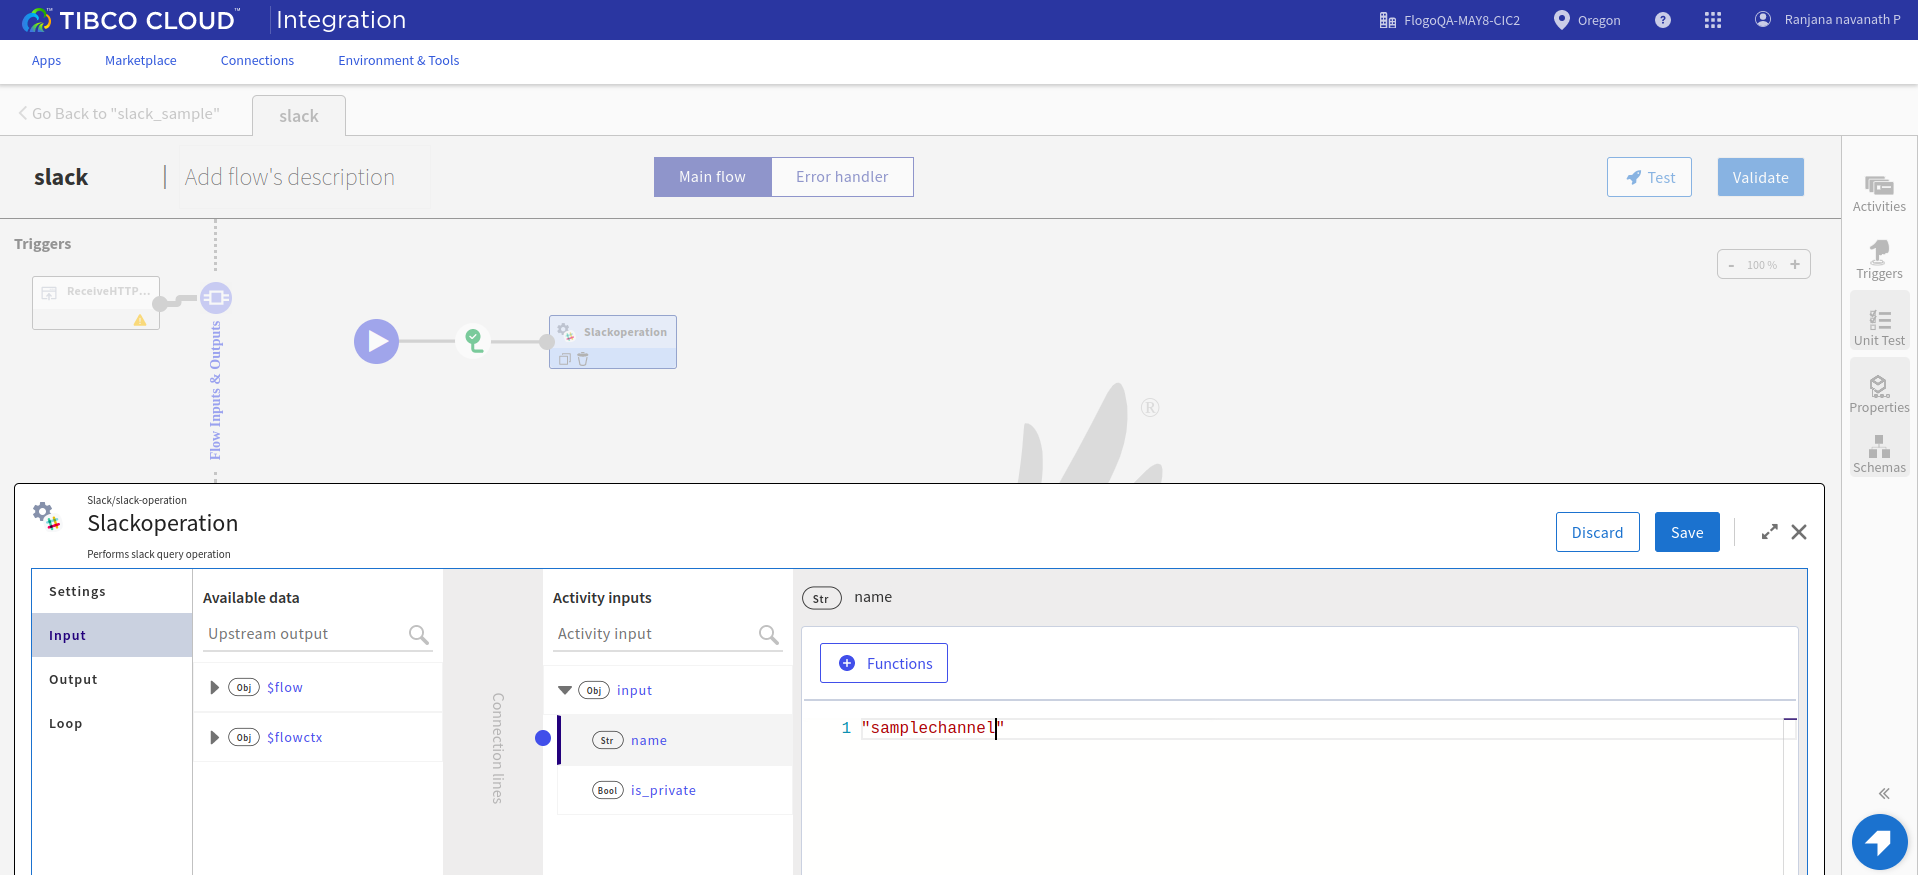 TIBCO CLOUD™ Integration
FlogoQA-MAY8-CIC2
Oregon
?
Ranjana navanath P
Apps
Marketplace
Connections
Environment & Tools
Go Back to "slack_sample"
slack
slack
Add flow's description
Main flow
Error handler
Test
Validate
Activities
Triggers
Unit Test
Properties
Schemas
Triggers
ReceiveHTTP...
Flow Inputs & Outputs
Slackoperation
- 100 % +
®
Slack/slack-operation
Slackoperation
Performs slack query operation
Discard
Save
Settings
Input
Output
Loop
Available data
Upstream output
Obj $flow
Obj $flowctx
Connection lines
Activity inputs
Activity input
Obj input
Str name
Bool is_private
Str name
Functions
1 "samplechannel"